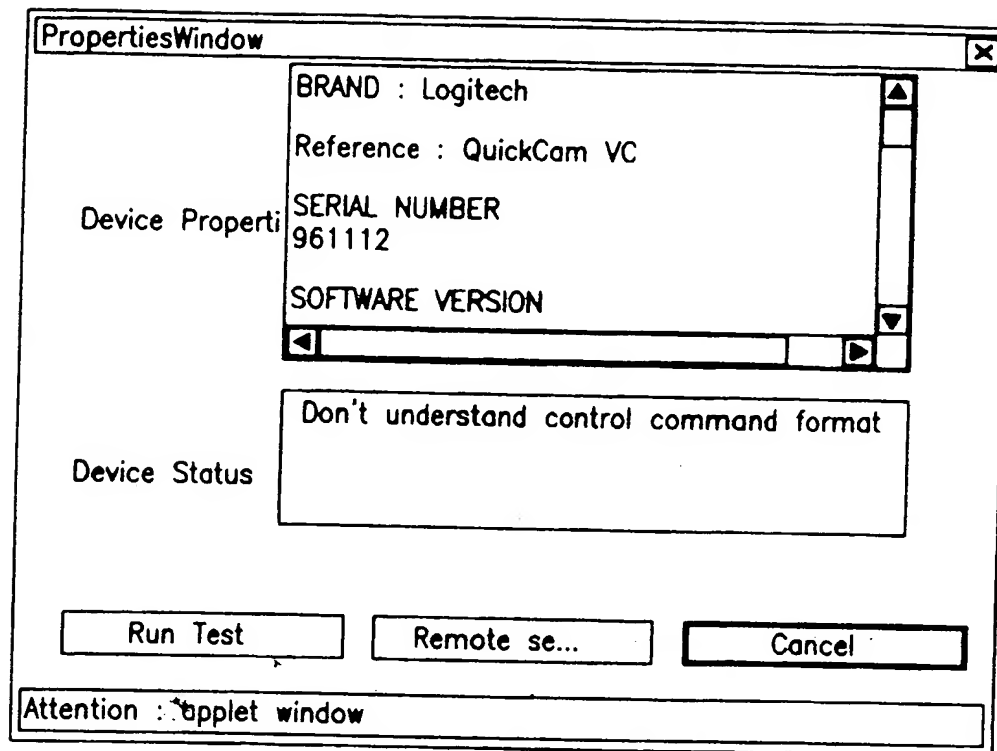 PropertiesWindow
BRAND : Logitech
Reference : QuickCam VC
Device Properti
SERIAL NUMBER
961112
SOFTWARE VERSION
Device Status
Don't understand control command format
Run Test
Remote se...
Cancel
Attention : applet window